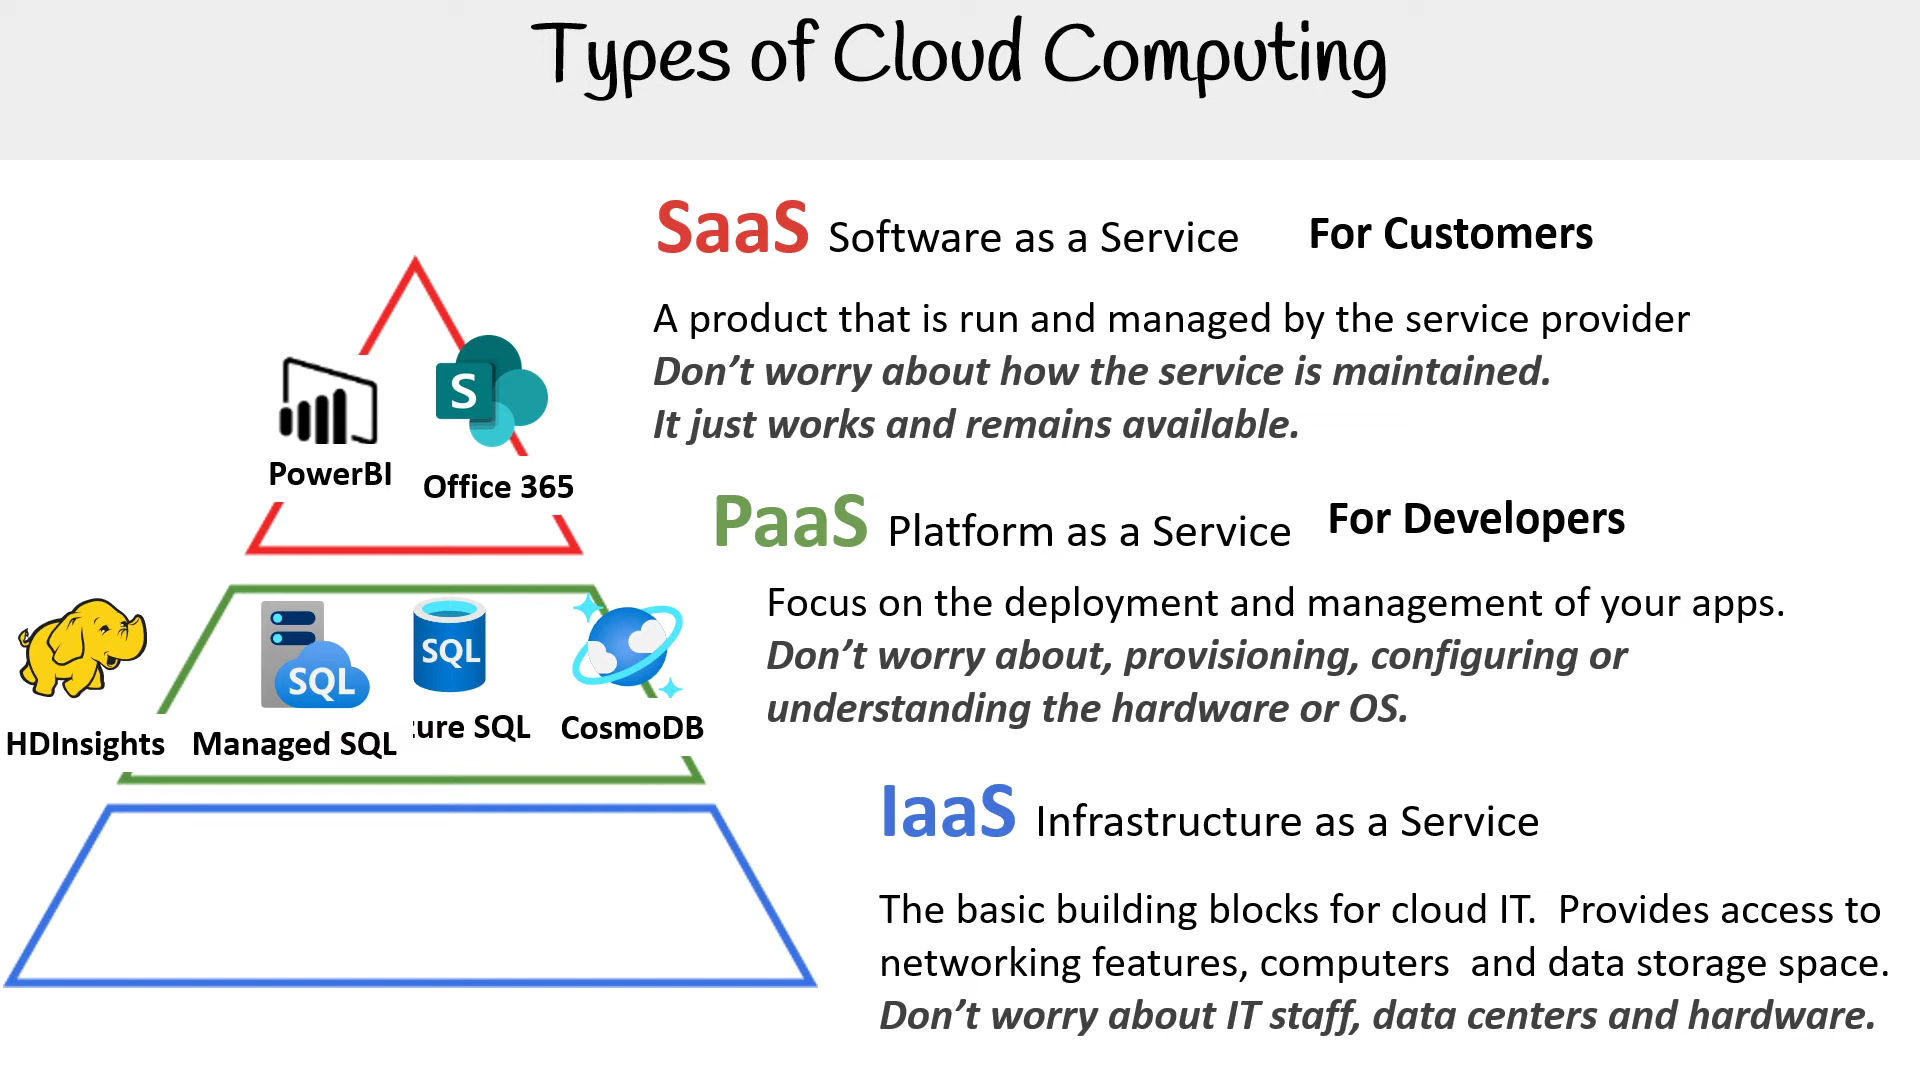 Types of Cloud Computing
SaaS Software as a Service For Customers
A product that is run and managed by the service provider
Don’t worry about how the service is maintained.
It just works and remains available.
S
PowerBI
Office 365
PaaS Platform as a Service For Developers
Focus on the deployment and management of your apps.
Don’t worry about, provisioning, configuring or
understanding the hardware or OS.
SQL
SQL
HDInsights
Managed SQL
ure SQL
CosmoDB
IaaS Infrastructure as a Service
The basic building blocks for cloud IT.  Provides access to
networking features, computers  and data storage space.
Don’t worry about IT staff, data centers and hardware.